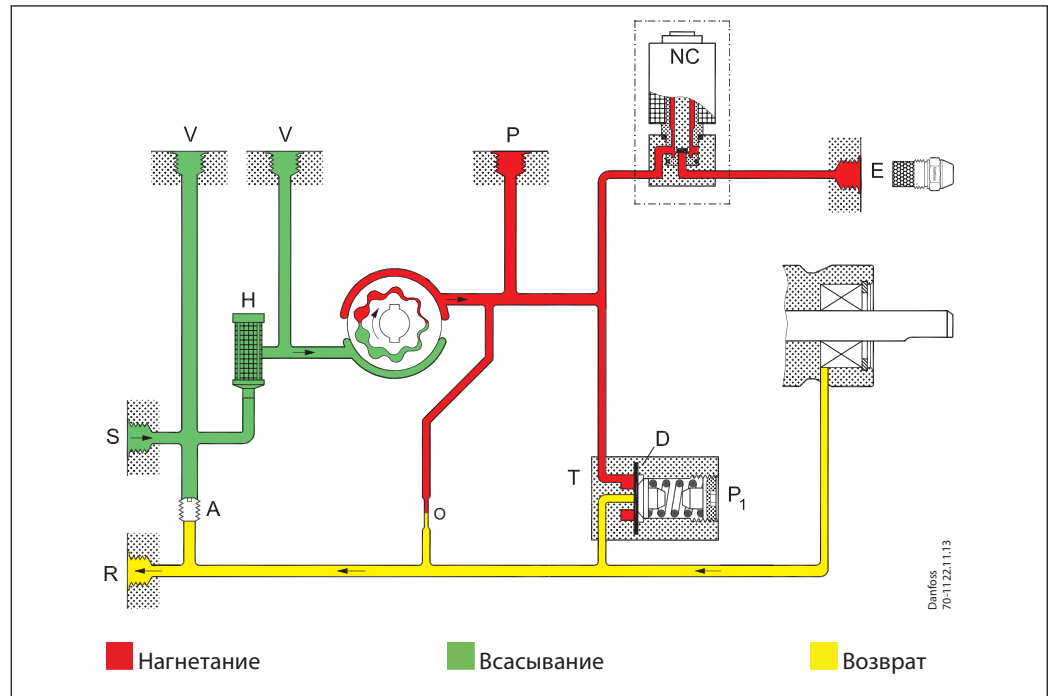 NC
V V P
E
H
S
D
T
P1
A
O
R
Danfoss
70-1122.11.13
Нагнетание Всасывание Возврат